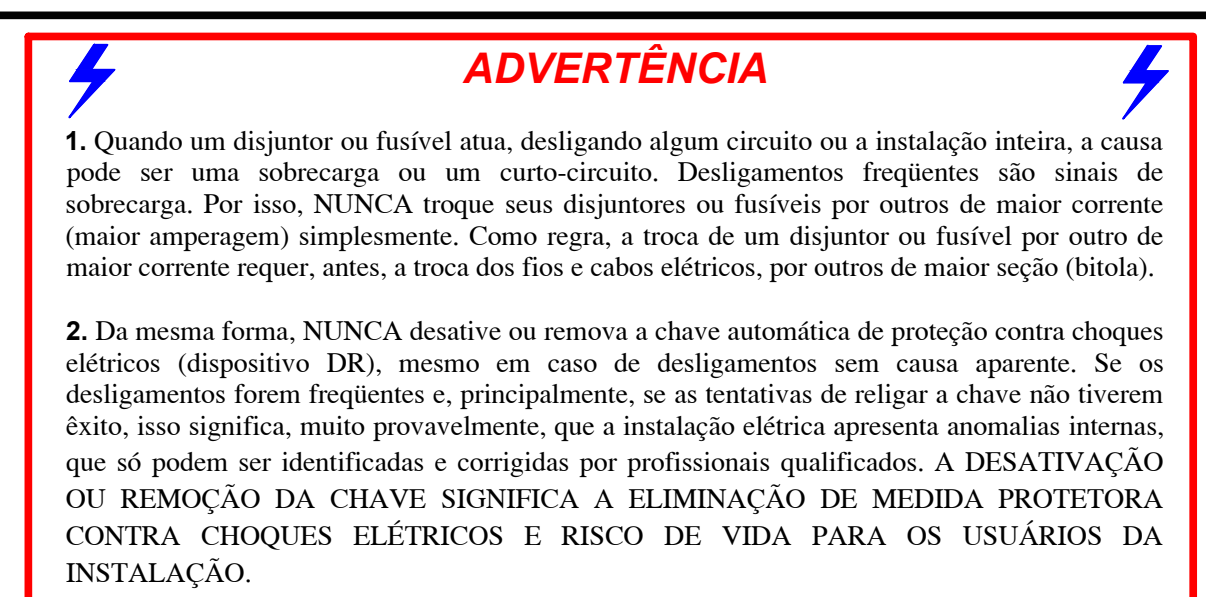 ADVERTÊNCIA
1. Quando um disjuntor ou fusível atua, desligando algum circuito ou a instalação inteira, a causa
pode ser uma sobrecarga ou um curto-circuito. Desligamentos freqüentes são sinais de
sobrecarga. Por isso, NUNCA troque seus disjuntores ou fusíveis por outros de maior corrente
(maior amperagem) simplesmente. Como regra, a troca de um disjuntor ou fusível por outro de
maior corrente requer, antes, a troca dos fios e cabos elétricos, por outros de maior seção (bitola).
2. Da mesma forma, NUNCA desative ou remova a chave automática de proteção contra choques
elétricos (dispositivo DR), mesmo em caso de desligamentos sem causa aparente. Se os
desligamentos forem freqüentes e, principalmente, se as tentativas de religar a chave não tiverem
êxito, isso significa, muito provavelmente, que a instalação elétrica apresenta anomalias internas,
que só podem ser identificadas e corrigidas por profissionais qualificados. A DESATIVAÇÃO
OU REMOÇÃO DA CHAVE SIGNIFICA A ELIMINAÇÃO DE MEDIDA PROTETORA
CONTRA CHOQUES ELÉTRICOS E RISCO DE VIDA PARA OS USUÁRIOS DA
INSTALAÇÃO.